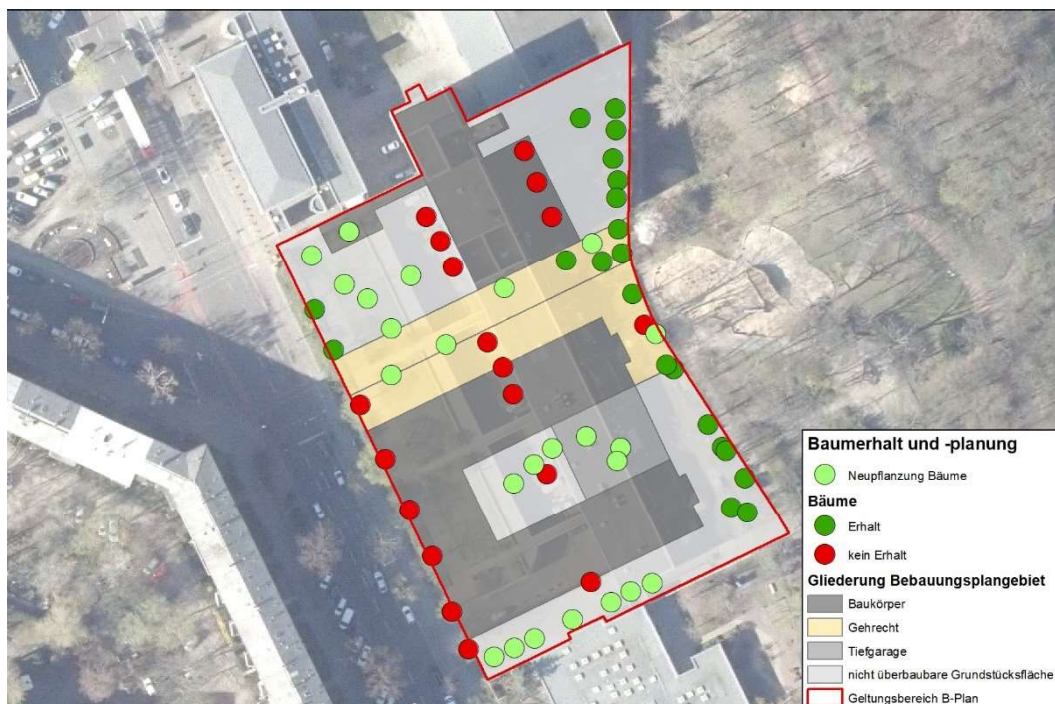 Baumerhalt und -planung
Neupflanzung Bäume
Bäume
Erhalt
kein Erhalt
Gliederung Bebauungsplangebiet
Baukörper
Gehrecht
Tiefgarage
nicht überbaubare Grundstücksfläche
Geltungsbereich B-Plan